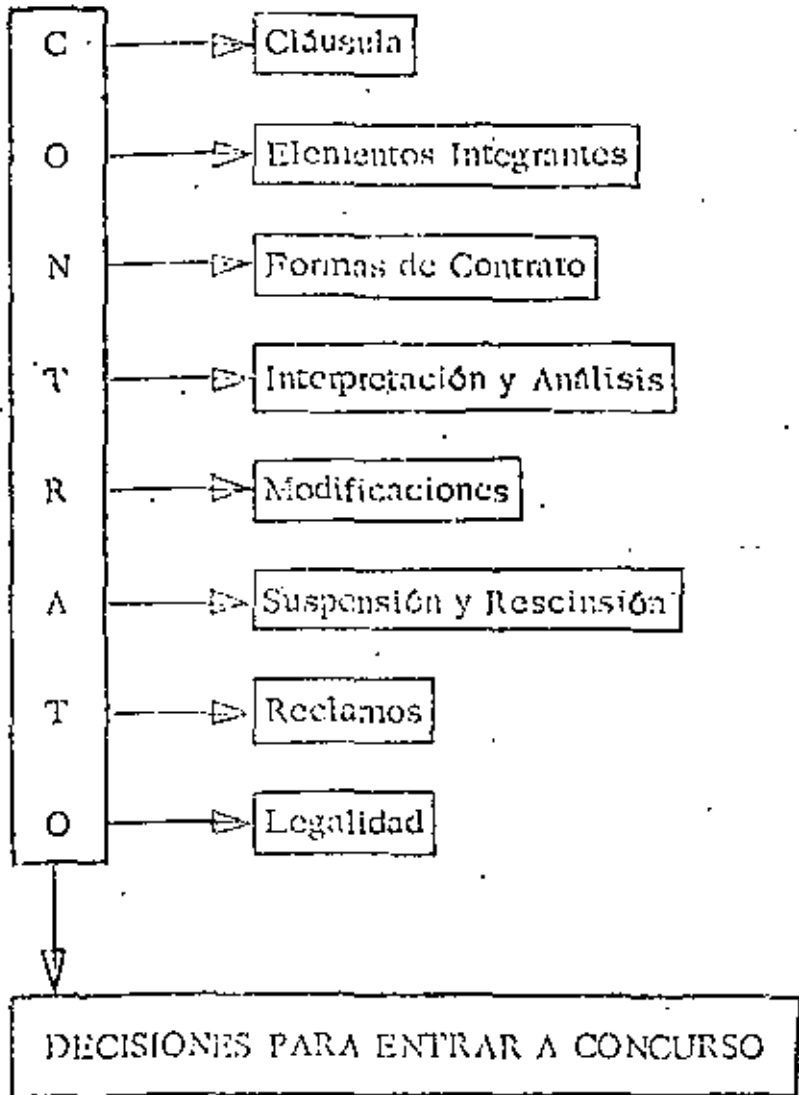 C Cláusula
O Elementos Integrantes
N Formas de Contrato
T Interpretación y Análisis
R Modificaciones
A Suspensión y Rescinsión
T Reclamos
O Legalidad
DECISIONES PARA ENTRAR A CONCURSO